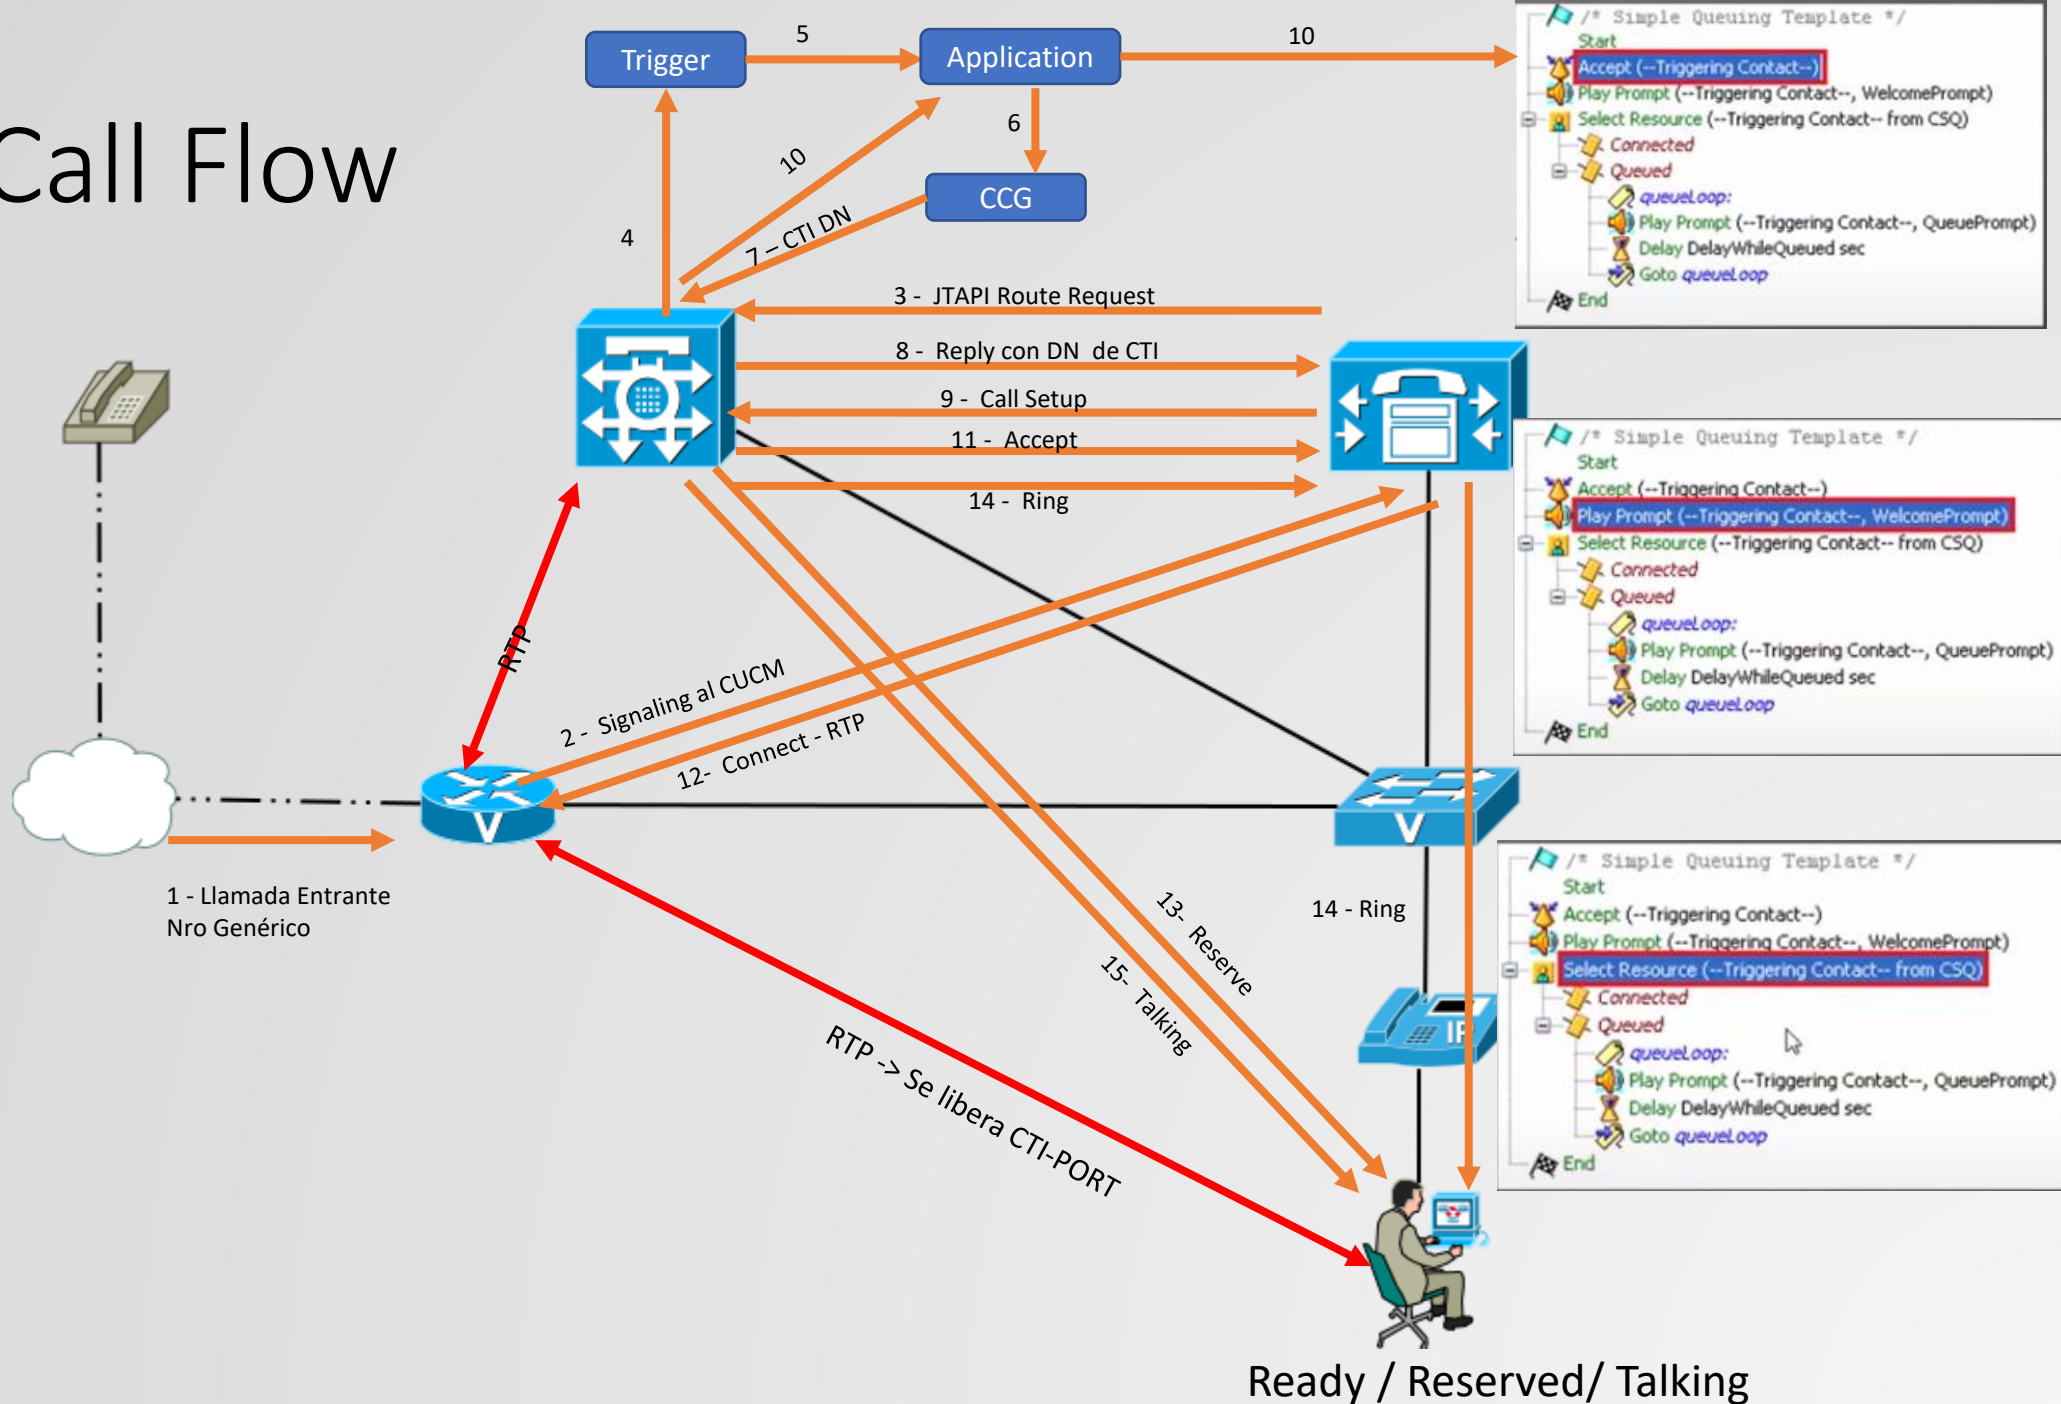 Call Flow
Trigger
5
Application
10
6
10
CCG
4
7 – CTI DN
3 - JTAPI Route Request
8 - Reply con DN de CTI
9 - Call Setup
11 - Accept
14 - Ring
RTP
2 - Signaling al CUCM
12- Connect - RTP
V
V
1 - Llamada Entrante
Nro Genérico
13- Reserve
14 - Ring
15- Talking
IP
RTP -> Se libera CTI-PORT
Ready / Reserved/ Talking
/* Simple Queuing Template */
Start
Accept (--Triggering Contact--)
Play Prompt (--Triggering Contact--, WelcomePrompt)
Select Resource (--Triggering Contact-- from CSQ)
Connected
Queued
queueLoop:
Play Prompt (--Triggering Contact--, QueuePrompt)
Delay DelayWhileQueued sec
Goto queueLoop
End
/* Simple Queuing Template */
Start
Accept (--Triggering Contact--)
Play Prompt (--Triggering Contact--, WelcomePrompt)
Select Resource (--Triggering Contact-- from CSQ)
Connected
Queued
queueLoop:
Play Prompt (--Triggering Contact--, QueuePrompt)
Delay DelayWhileQueued sec
Goto queueLoop
End
/* Simple Queuing Template */
Start
Accept (--Triggering Contact--)
Play Prompt (--Triggering Contact--, WelcomePrompt)
Select Resource (--Triggering Contact-- from CSQ)
Connected
Queued
queueLoop:
Play Prompt (--Triggering Contact--, QueuePrompt)
Delay DelayWhileQueued sec
Goto queueLoop
End